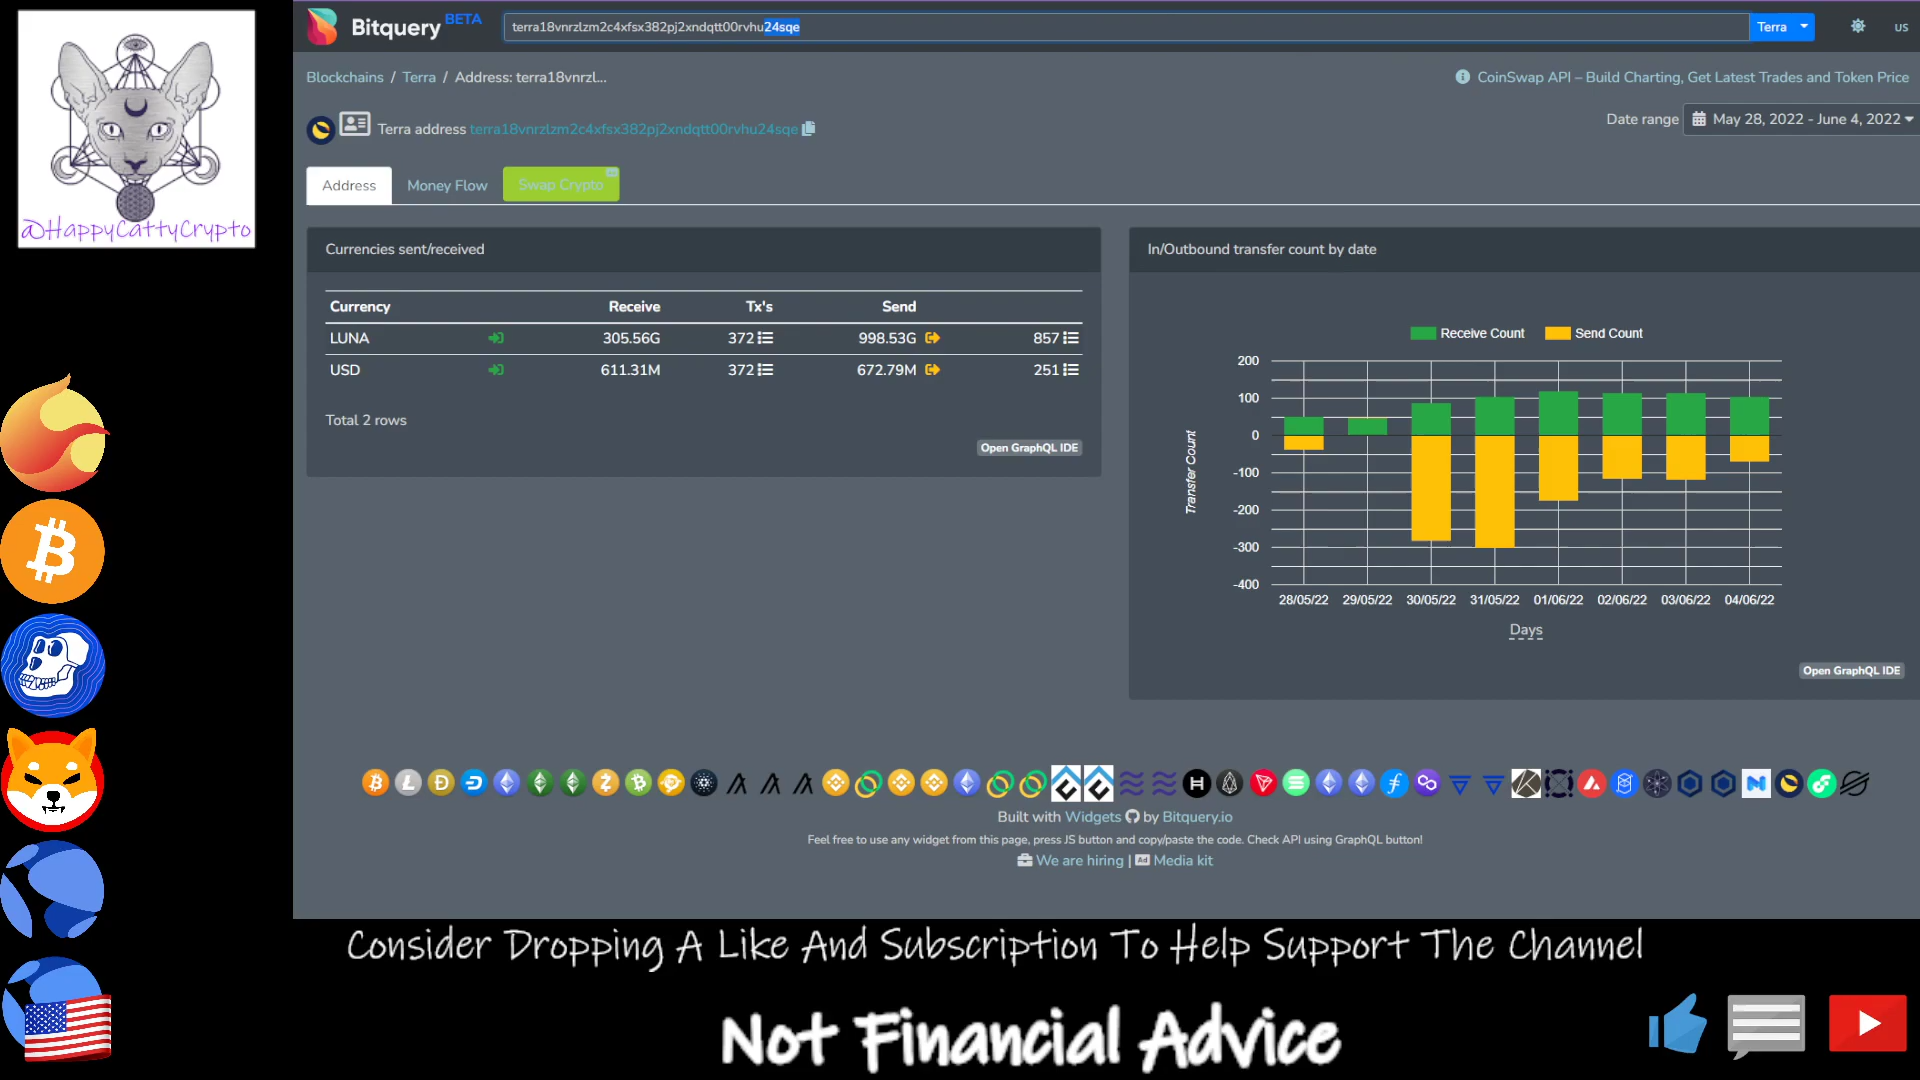 @HappyCattyCrypto
Bitquery BETA
terra18vnrzlzm2c4xfsx382pj2xndqtt00rvhu24sqe
Terra
US
Blockchains / Terra / Address: terra18vnrzl...
CoinSwap API – Build Charting, Get Latest Trades and Token Price
Terra address terra18vnrzlzm2c4xfsx382pj2xndqtt00rvhu24sqe
Date range May 28, 2022 - June 4, 2022
Address Money Flow Swap Crypto
Currencies sent/received
Currency Receive Tx's Send
LUNA 305.56G 372 998.53G 857
USD 611.31M 372 672.79M 251
Total 2 rows
Open GraphQL IDE
In/Outbound transfer count by date
Receive Count Send Count
200
100
0
-100
-200
-300
-400
Transfer Count
28/05/22 29/05/22 30/05/22 31/05/22 01/06/22 02/06/22 03/06/22 04/06/22
Days
Open GraphQL IDE
Built with Widgets by Bitquery.io
Feel free to use any widget from this page, press JS button and copy/paste the code. Check API using GraphQL button!
We are hiring | Ad Media kit
Consider Dropping A Like And Subscription To Help Support The Channel
Not Financial Advice